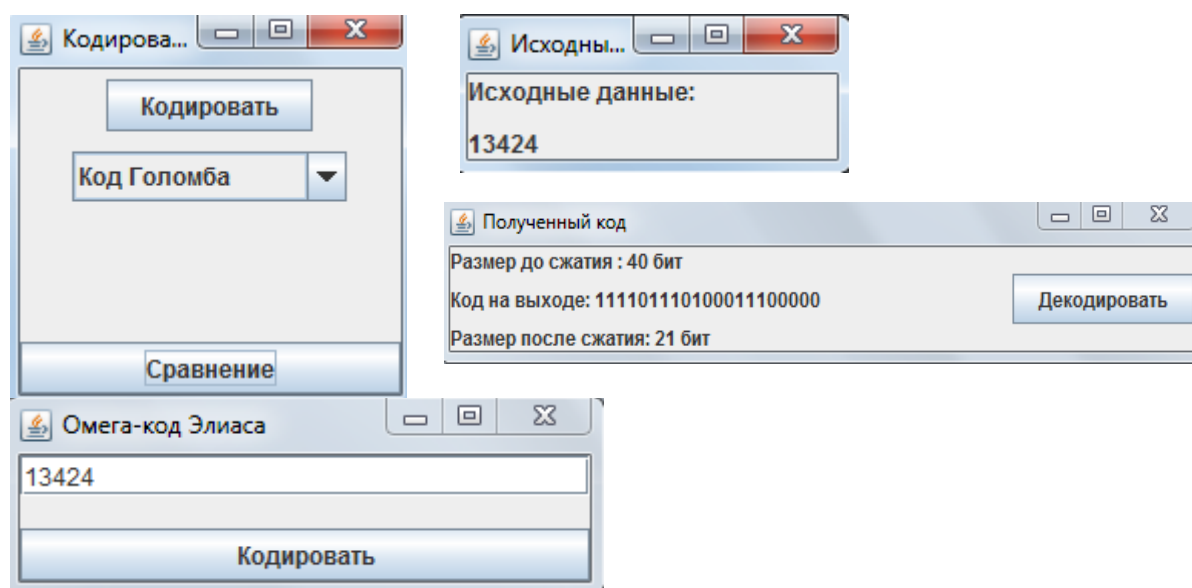 Кодирова...
Кодировать
Код Голомба
Сравнение
Исходны...
Исходные данные:
13424
Полученный код
Размер до сжатия : 40 бит
Код на выходе: 111101110100011100000
Декодировать
Размер после сжатия: 21 бит
Омега-код Элиаса
13424
Кодировать